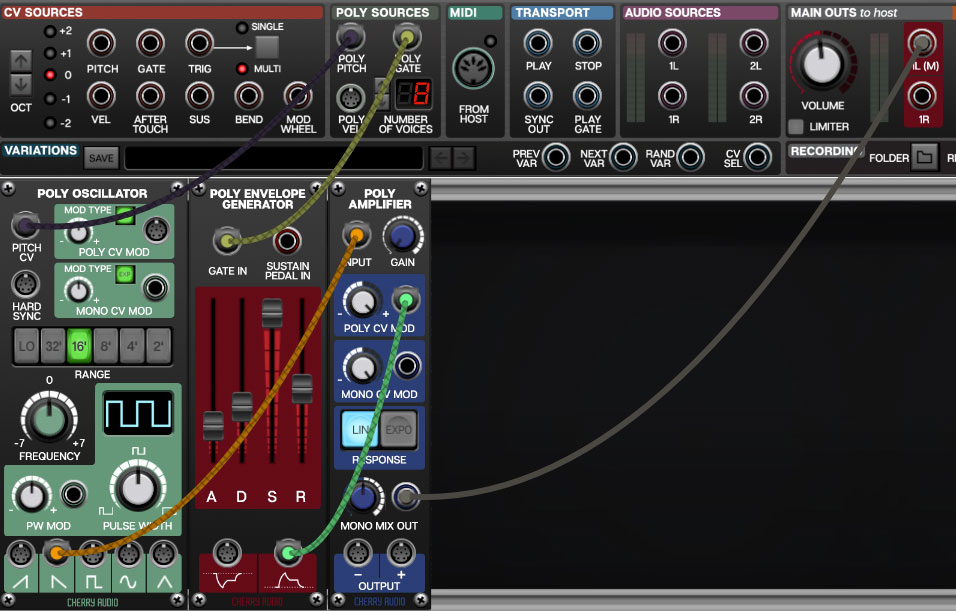 CV SOURCES
+2
+1
0
-1
-2
OCT
PITCH
GATE
TRIG
SINGLE
MULTI
VEL
AFTER
TOUCH
SUS
BEND
MOD
WHEEL
POLY SOURCES
POLY
PITCH
POLY
GATE
POLY
VEL
8
NUMBER
OF VOICES
MIDI
FROM
HOST
TRANSPORT
PLAY
STOP
SYNC
OUT
PLAY
GATE
AUDIO SOURCES
1L
2L
1R
2R
MAIN OUTS to host
VOLUME
LIMITER
1L (M)
1R
VARIATIONS
SAVE
PREV
VAR
NEXT
VAR
RAND
VAR
CV
SEL
RECORDING
FOLDER
POLY OSCILLATOR
PITCH
CV
MOD TYPE
- +
POLY CV MOD
HARD
SYNC
MOD TYPE
EXP
- +
MONO CV MOD
LO 32' 16' 8' 4' 2'
RANGE
0
-7 +7
FREQUENCY
- +
PW MOD
PULSE WIDTH
CHERRY AUDIO
POLY ENVELOPE
GENERATOR
GATE IN
SUSTAIN
PEDAL IN
A D S R
CHERRY AUDIO
POLY
AMPLIFIER
INPUT
GAIN
- +
POLY CV MOD
- +
MONO CV MOD
LIN
EXPO
RESPONSE
MONO MIX OUT
- +
OUTPUT
CHERRY AUDIO